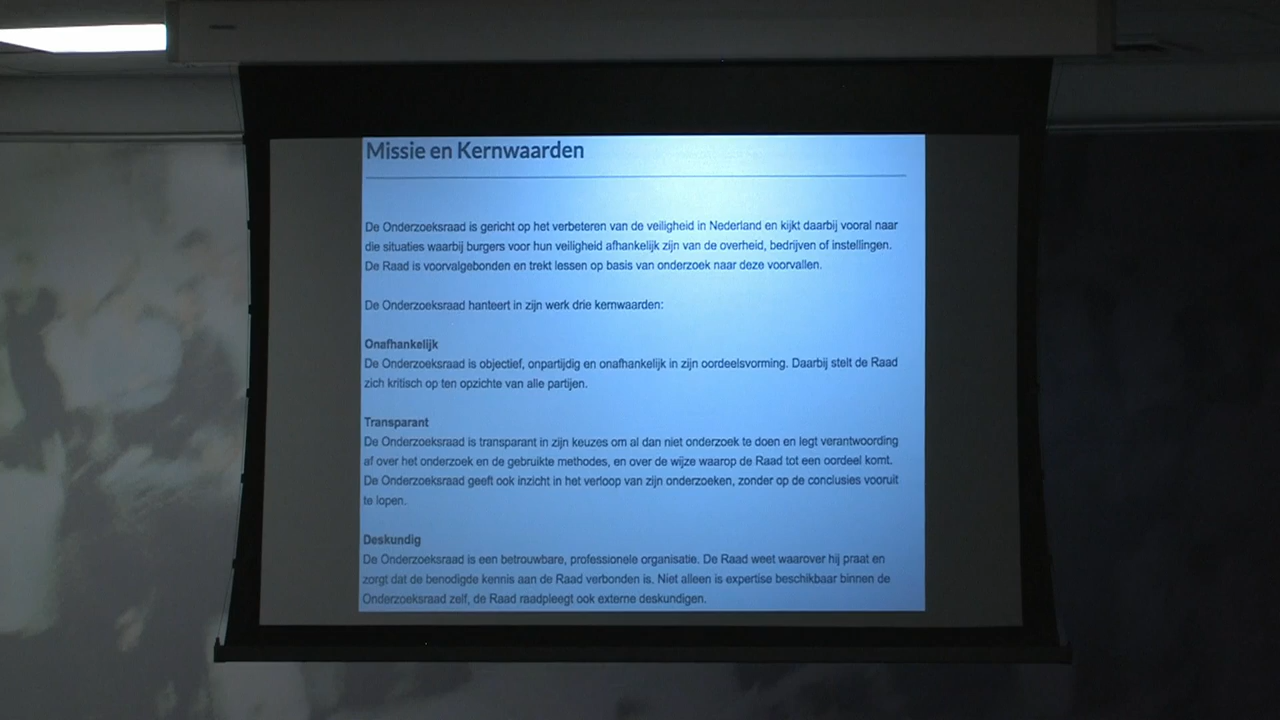 Missie en Kernwaarden
De Onderzoeksraad is gericht op het verbeteren van de veiligheid in Nederland en kijkt daarbij vooral naar
die situaties waarbij burgers voor hun veiligheid afhankelijk zijn van de overheid, bedrijven of instellingen.
De Raad is voorvalgebonden en trekt lessen op basis van onderzoek naar deze voorvallen.
De Onderzoeksraad hanteert in zijn werk drie kernwaarden:
Onafhankelijk
De Onderzoeksraad is objectief, onpartijdig en onafhankelijk in zijn oordeelsvorming. Daarbij stelt de Raad
zich kritisch op ten opzichte van alle partijen.
Transparant
De Onderzoeksraad is transparant in zijn keuzes om al dan niet onderzoek te doen en legt verantwoording
af over het onderzoek en de gebruikte methodes, en over de wijze waarop de Raad tot een oordeel komt.
De Onderzoeksraad geeft ook inzicht in het verloop van zijn onderzoeken, zonder op de conclusies vooruit
te lopen.
Deskundig
De Onderzoeksraad is een betrouwbare, professionele organisatie. De Raad weet waarover hij praat en
zorgt dat de benodigde kennis aan de Raad verbonden is. Niet alleen is expertise beschikbaar binnen de
Onderzoeksraad zelf, de Raad raadpleegt ook externe deskundigen.